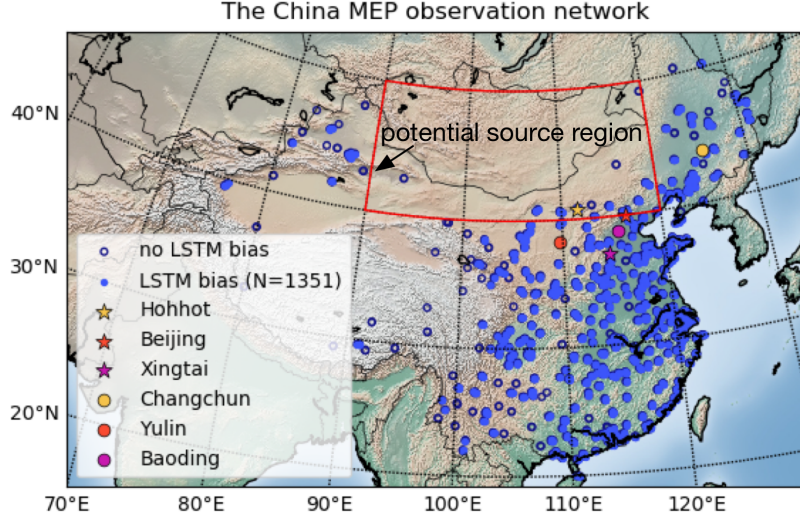 The China MEP observation network
40°N
30°N
20°N
potential source region
no LSTM bias
LSTM bias (N=1351)
Hohhot
Beijing
Xingtai
Changchun
Yulin
Baoding
70°E 80°E 90°E 100°E 110°E 120°E